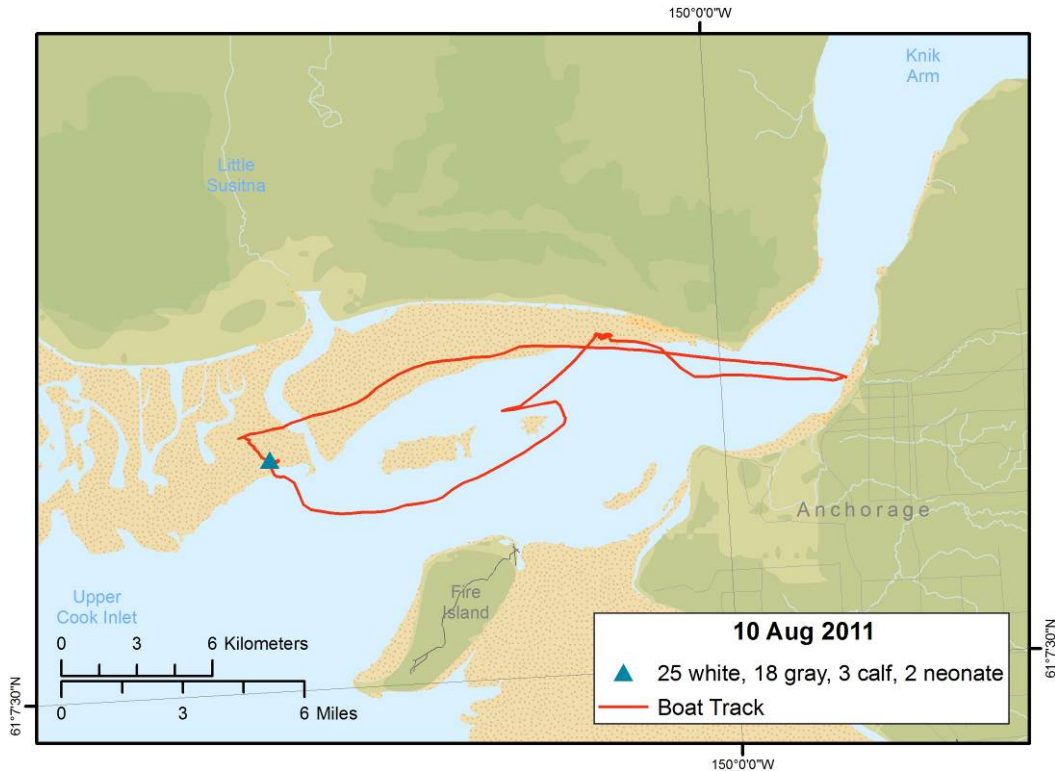 150°0'0"W
Knik
Arm
Little
Susitna
Anchorage
Fire
Island
Upper
Cook Inlet
0 3 6 Kilometers
0 3 6 Miles
10 Aug 2011
25 white, 18 gray, 3 calf, 2 neonate
Boat Track
61°7'30"N
61°7'30"N
150°0'0"W